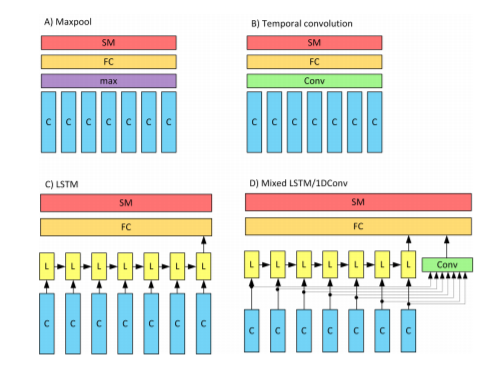 A) Maxpool
SM
FC
max
C C C C C C C
B) Temporal convolution
SM
FC
Conv
C C C C C C C
C) LSTM
SM
FC
L L L L L L L
C C C C C C C
D) Mixed LSTM/1DConv
SM
FC
L L L L L L L Conv
C C C C C C C